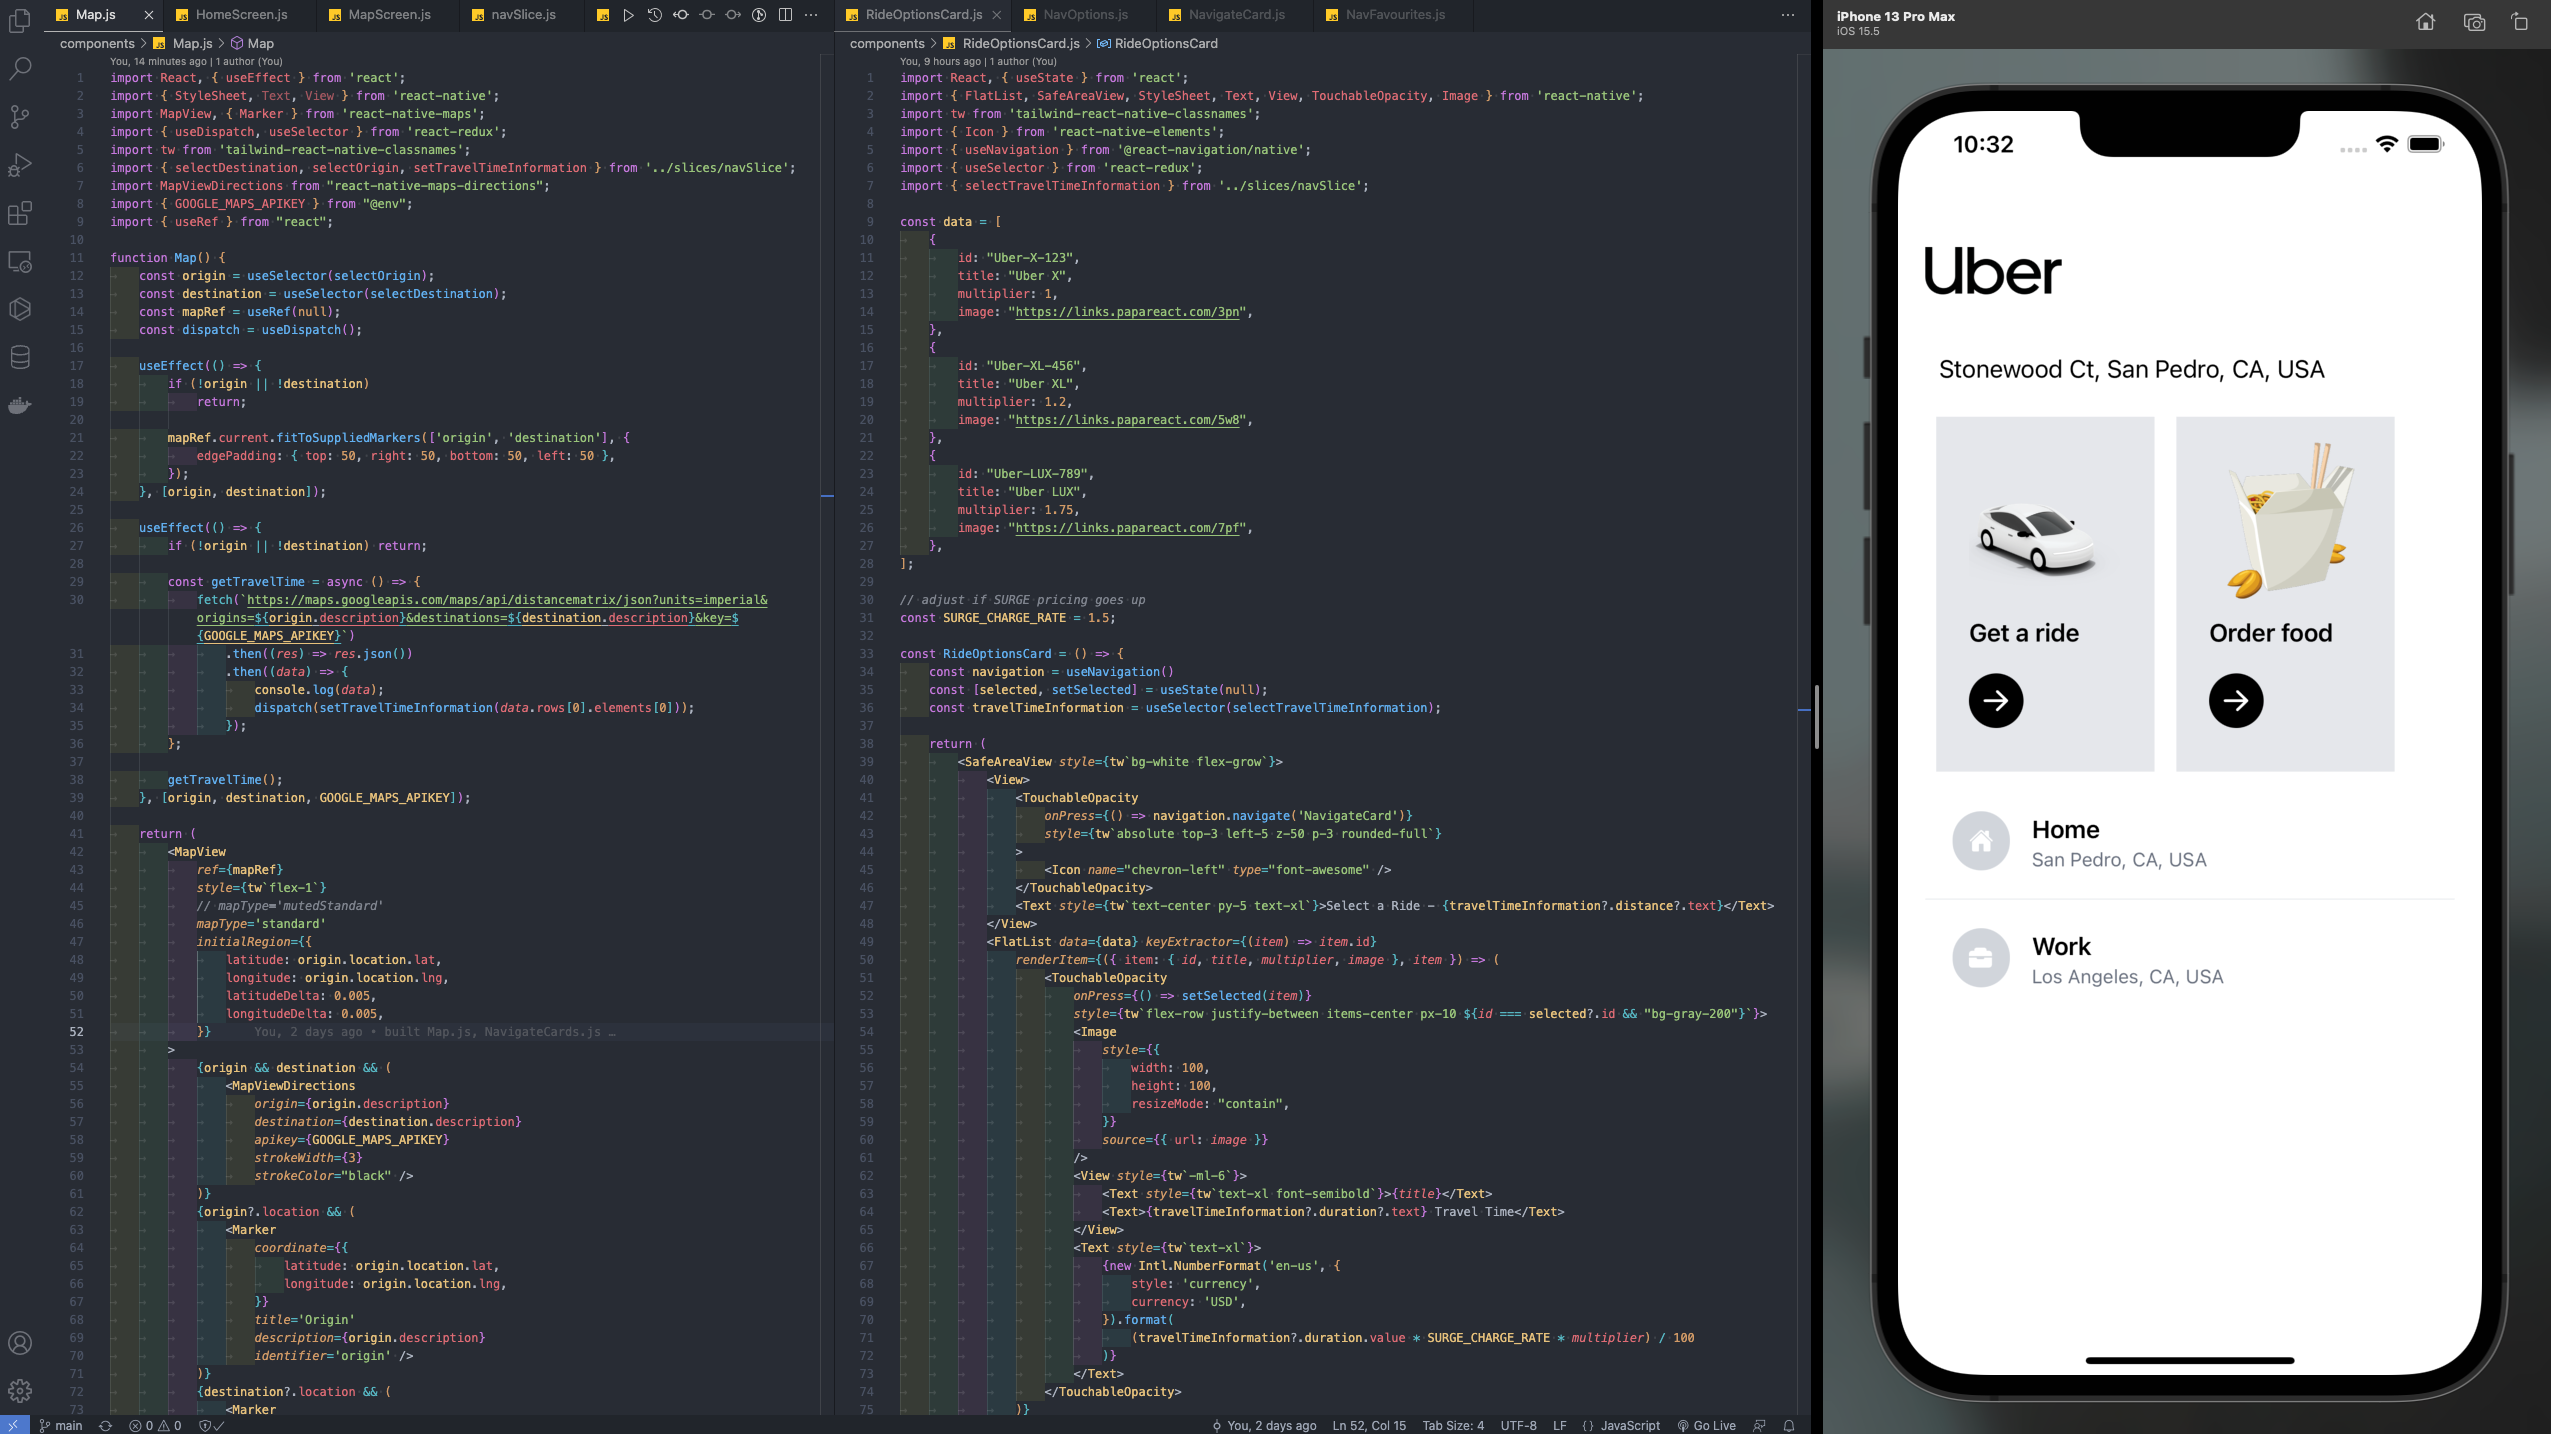 Map.js
HomeScreen.js
MapScreen.js
navSlice.js
components > Map.js > Map
You, 14 minutes ago | 1 author (You)
1 import React, { useEffect } from 'react';
2 import { StyleSheet, Text, View } from 'react-native';
3 import MapView, { Marker } from 'react-native-maps';
4 import { useDispatch, useSelector } from 'react-redux';
5 import tw from 'tailwind-react-native-classnames';
6 import { selectDestination, selectOrigin, setTravelTimeInformation } from '../slices/navSlice';
7 import MapViewDirections from "react-native-maps-directions";
8 import { GOOGLE_MAPS_APIKEY } from "@env";
9 import { useRef } from "react";
10
11 function Map() {
12 const origin = useSelector(selectOrigin);
13 const destination = useSelector(selectDestination);
14 const mapRef = useRef(null);
15 const dispatch = useDispatch();
16
17 useEffect(() => {
18 if (!origin || !destination)
19 return;
20
21 mapRef.current.fitToSuppliedMarkers(['origin', 'destination'], {
22 edgePadding: { top: 50, right: 50, bottom: 50, left: 50 },
23 });
24 }, [origin, destination]);
25
26 useEffect(() => {
27 if (!origin || !destination) return;
28
29 const getTravelTime = async () => {
30 fetch(`https://maps.googleapis.com/maps/api/distancematrix/json?units=imperial&
origins=${origin.description}&destinations=${destination.description}&key=$
{GOOGLE_MAPS_APIKEY}`)
31 .then((res) => res.json())
32 .then((data) => {
33 console.log(data);
34 dispatch(setTravelTimeInformation(data.rows[0].elements[0]));
35 });
36 };
37
38 getTravelTime();
39 }, [origin, destination, GOOGLE_MAPS_APIKEY]);
40
41 return (
42 <MapView
43 ref={mapRef}
44 style={tw`flex-1`}
45 // mapType='mutedStandard'
46 mapType='standard'
47 initialRegion={{
48 latitude: origin.location.lat,
49 longitude: origin.location.lng,
50 latitudeDelta: 0.005,
51 longitudeDelta: 0.005,
52 }} You, 2 days ago • built Map.js, NavigateCards.js …
53 >
54 {origin && destination && (
55 <MapViewDirections
56 origin={origin.description}
57 destination={destination.description}
58 apikey={GOOGLE_MAPS_APIKEY}
59 strokeWidth={3}
60 strokeColor="black" />
61 )}
62 {origin?.location && (
63 <Marker
64 coordinate={{
65 latitude: origin.location.lat,
66 longitude: origin.location.lng,
67 }}
68 title='Origin'
69 description={origin.description}
70 identifier='origin' />
71 )}
72 {destination?.location && (
73 <Marker
RideOptionsCard.js
NavOptions.js
NavigateCard.js
NavFavourites.js
components > RideOptionsCard.js > RideOptionsCard
You, 9 hours ago | 1 author (You)
1 import React, { useState } from 'react';
2 import { FlatList, SafeAreaView, StyleSheet, Text, View, TouchableOpacity, Image } from 'react-native';
3 import tw from 'tailwind-react-native-classnames';
4 import { Icon } from 'react-native-elements';
5 import { useNavigation } from '@react-navigation/native';
6 import { useSelector } from 'react-redux';
7 import { selectTravelTimeInformation } from '../slices/navSlice';
8
9 const data = [
10 {
11 id: "Uber-X-123",
12 title: "Uber X",
13 multiplier: 1,
14 image: "https://links.papareact.com/3pn",
15 },
16 {
17 id: "Uber-XL-456",
18 title: "Uber XL",
19 multiplier: 1.2,
20 image: "https://links.papareact.com/5w8",
21 },
22 {
23 id: "Uber-LUX-789",
24 title: "Uber LUX",
25 multiplier: 1.75,
26 image: "https://links.papareact.com/7pf",
27 },
28 ];
29
30 // adjust if SURGE pricing goes up
31 const SURGE_CHARGE_RATE = 1.5;
32
33 const RideOptionsCard = () => {
34 const navigation = useNavigation()
35 const [selected, setSelected] = useState(null);
36 const travelTimeInformation = useSelector(selectTravelTimeInformation);
37
38 return (
39 <SafeAreaView style={tw`bg-white flex-grow`}>
40 <View>
41 <TouchableOpacity
42 onPress={() => navigation.navigate('NavigateCard')}
43 style={tw`absolute top-3 left-5 z-50 p-3 rounded-full`}
44 >
45 <Icon name="chevron-left" type="font-awesome" />
46 </TouchableOpacity>
47 <Text style={tw`text-center py-5 text-xl`}>Select a Ride - {travelTimeInformation?.distance?.text}</Text>
48 </View>
49 <FlatList data={data} keyExtractor={(item) => item.id}
50 renderItem={({ item: { id, title, multiplier, image }, item }) => (
51 <TouchableOpacity
52 onPress={() => setSelected(item)}
53 style={tw`flex-row justify-between items-center px-10 ${id === selected?.id && "bg-gray-200"}`}>
54 <Image
55 style={{
56 width: 100,
57 height: 100,
58 resizeMode: "contain",
59 }}
60 source={{ url: image }}
61 />
62 <View style={tw`-ml-6`}>
63 <Text style={tw`text-xl font-semibold`}>{title}</Text>
64 <Text>{travelTimeInformation?.duration?.text} Travel Time</Text>
65 </View>
66 <Text style={tw`text-xl`}>
67 {new Intl.NumberFormat('en-us', {
68 style: 'currency',
69 currency: 'USD',
70 }).format(
71 (travelTimeInformation?.duration.value * SURGE_CHARGE_RATE * multiplier) / 100
72 )}
73 </Text>
74 </TouchableOpacity>
75 )}
main
0
0
You, 2 days ago
Ln 52, Col 15
Tab Size: 4
UTF-8
LF
{ } JavaScript
Go Live
iPhone 13 Pro Max
iOS 15.5
10:32
Uber
Stonewood Ct, San Pedro, CA, USA
Get a ride
Order food
Home
San Pedro, CA, USA
Work
Los Angeles, CA, USA